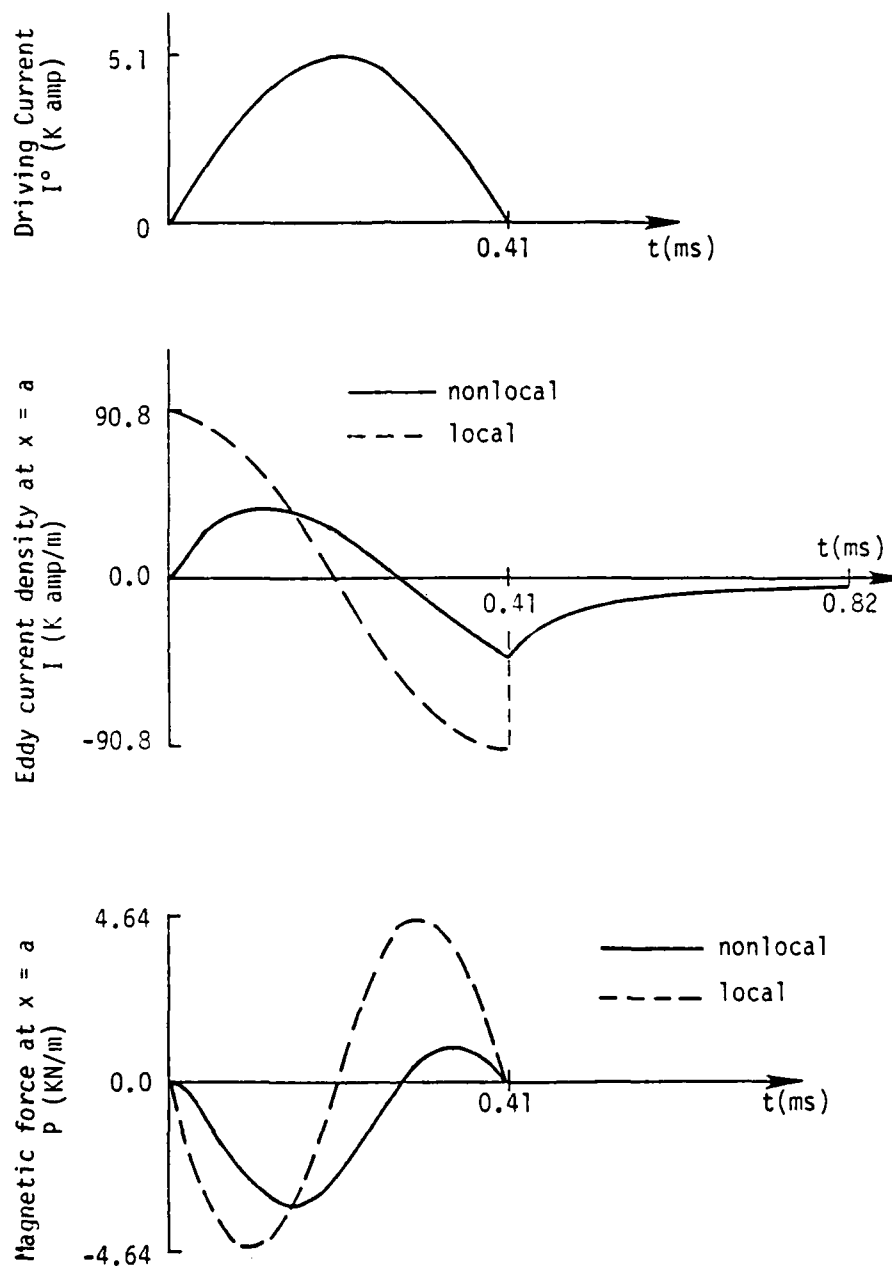 Driving Current
I° (K amp)
5.1
0
0.41
t(ms)
Eddy current density at x = a
I (K amp/m)
90.8
0.0
-90.8
nonlocal
local
t(ms)
0.41
0.82
Magnetic force at x = a
P (KN/m)
4.64
0.0
-4.64
nonlocal
local
0.41
t(ms)